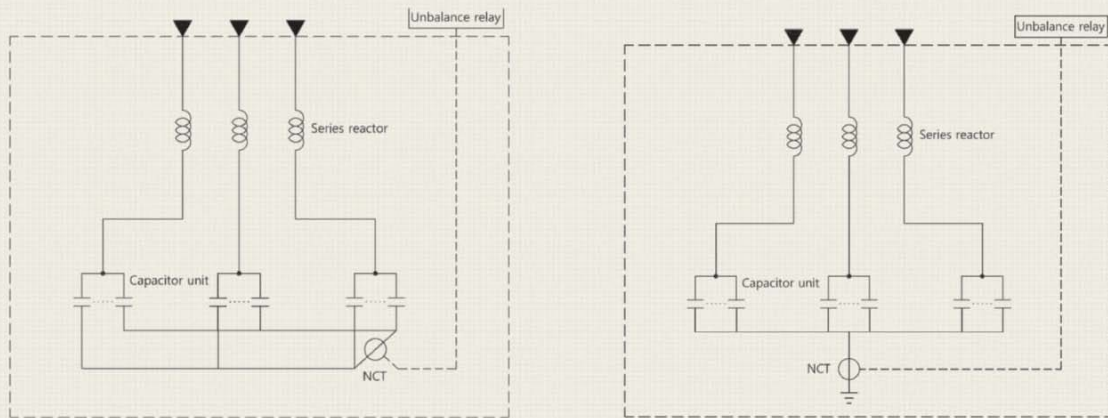 Unbalance relay
Series reactor
Capacitor unit
NCT
Unbalance relay
Series reactor
Capacitor unit
NCT